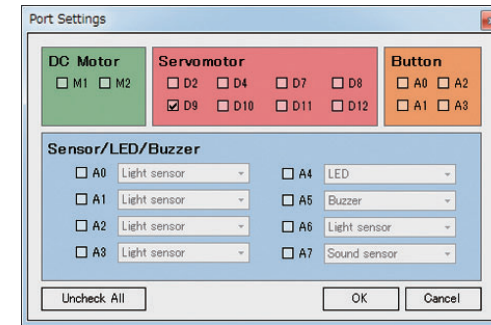 Port Settings
DC Motor
M1 M2
Servomotor
D2 D4 D7 D8
D9 D10 D11 D12
Button
A0 A2
A1 A3
Sensor/LED/Buzzer
A0 Light sensor
A1 Light sensor
A2 Light sensor
A3 Light sensor
A4 LED
A5 Buzzer
A6 Light sensor
A7 Sound sensor
Uncheck All
OK
Cancel